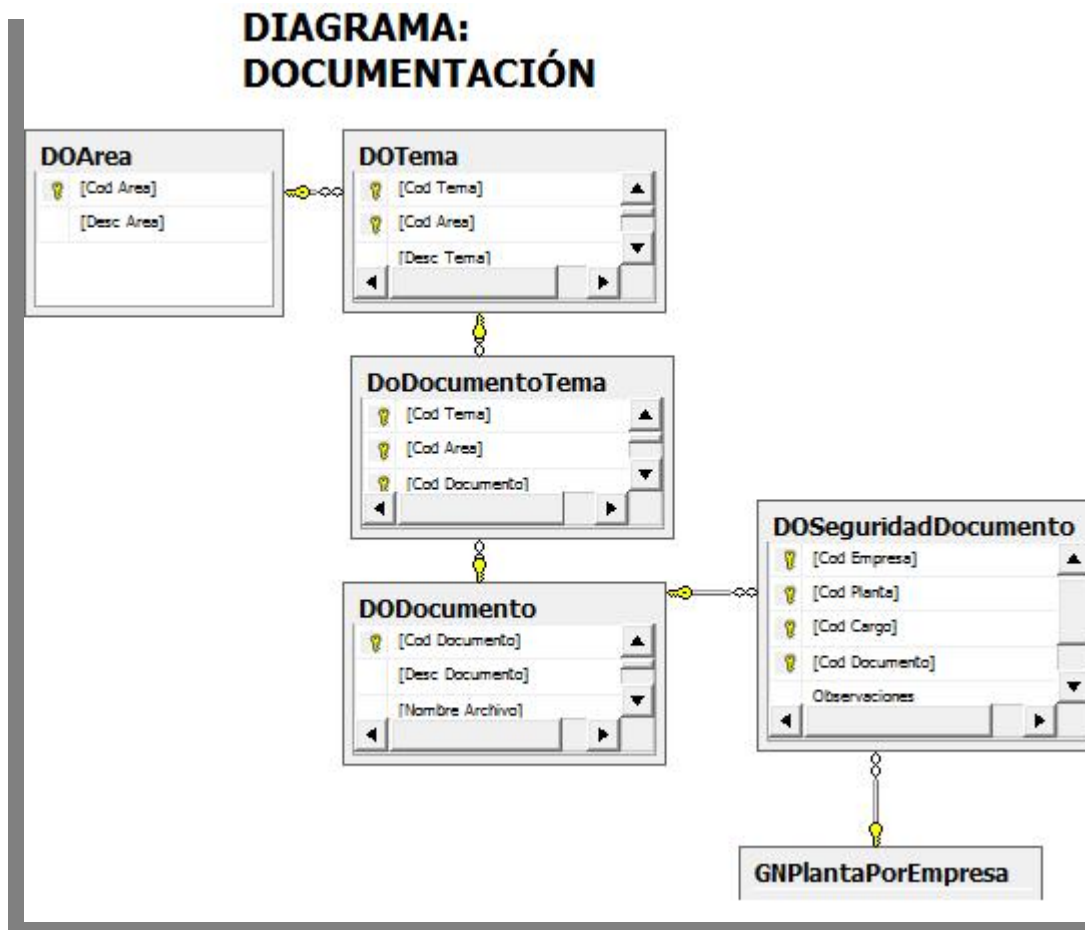 DIAGRAMA:
DOCUMENTACIÓN
DOArea
[Cod Area]
[Desc Area]
DOTema
[Cod Tema]
[Cod Area]
[Desc Tema]
DoDocumentoTema
[Cod Tema]
[Cod Area]
[Cod Documento]
DODocumento
[Cod Documento]
[Desc Documento]
[Nombre Archivo]
DOSeguridadDocumento
[Cod Empresa]
[Cod Planta]
[Cod Cargo]
[Cod Documento]
Observaciones
GNPlantaPorEmpresa